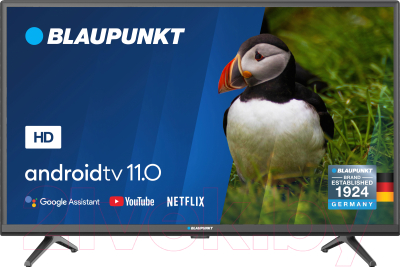 BLAUPUNKT
HD
androidtv 11.0
Google Assistant
YouTube
NETFLIX
BLAUPUNKT
BRAND
ESTABLISHED
1924
GERMANY
BLAUPUNKT